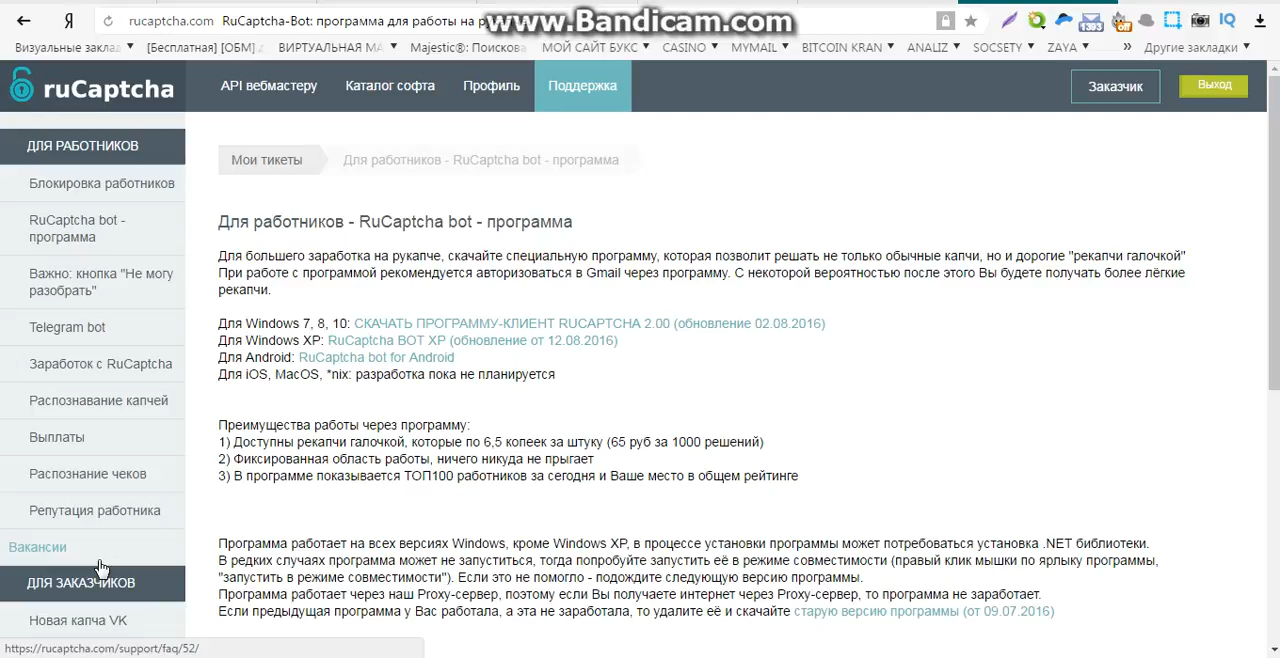 rucaptcha.com RuCaptcha-Bot: программа для работы на р
www.Bandicam.com
Визуальные заклад
[Бесплатная] [ОБМ]
ВИРТУАЛЬНАЯ МА
Majestic®: Поискова
МОЙ САЙТ БУКС
CASINO
MYMAIL
BITCOIN KRAN
ANALIZ
SOCSETY
ZAYA
»
Другие закладки
ruCaptcha
API вебмастеру
Каталог софта
Профиль
Поддержка
Заказчик
Выход
ДЛЯ РАБОТНИКОВ
Блокировка работников
RuCaptcha bot -
программа
Важно: кнопка "Не могу
разобрать"
Telegram bot
Заработок с RuCaptcha
Распознавание капчей
Выплаты
Распознание чеков
Репутация работника
Вакансии
ДЛЯ ЗАКАЗЧИКОВ
Новая капча VK
https://rucaptcha.com/support/faq/52/
Мои тикеты
Для работников - RuCaptcha bot - программа
Для работников - RuCaptcha bot - программа
Для большего заработка на рукапче, скачайте специальную программу, которая позволит решать не только обычные капчи, но и дорогие "рекапчи галочкой"
При работе с программой рекомендуется авторизоваться в Gmail через программу. С некоторой вероятностью после этого Вы будете получать более лёгкие
рекапчи.
Для Windows 7, 8, 10: СКАЧАТЬ ПРОГРАММУ-КЛИЕНТ RUCAPTCHA 2.00 (обновление 02.08.2016)
Для Windows XP: RuCaptcha BOT XP (обновление от 12.08.2016)
Для Android: RuCaptcha bot for Android
Для iOS, MacOS, *nix: разработка пока не планируется
Преимущества работы через программу:
1) Доступны рекапчи галочкой, которые по 6,5 копеек за штуку (65 руб за 1000 решений)
2) Фиксированная область работы, ничего никуда не прыгает
3) В программе показывается ТОП100 работников за сегодня и Ваше место в общем рейтинге
Программа работает на всех версиях Windows, кроме Windows XP, в процессе установки программы может потребоваться установка .NET библиотеки.
В редких случаях программа может не запуститься, тогда попробуйте запустить её в режиме совместимости (правый клик мышки по ярлыку программы,
"запустить в режиме совместимости"). Если это не помогло - подождите следующую версию программы.
Программа работает через наш Proxy-сервер, поэтому если Вы получаете интернет через Proxy-сервер, то программа не заработает.
Если предыдущая программа у Вас работала, а эта не заработала, то удалите её и скачайте старую версию программы (от 09.07.2016)